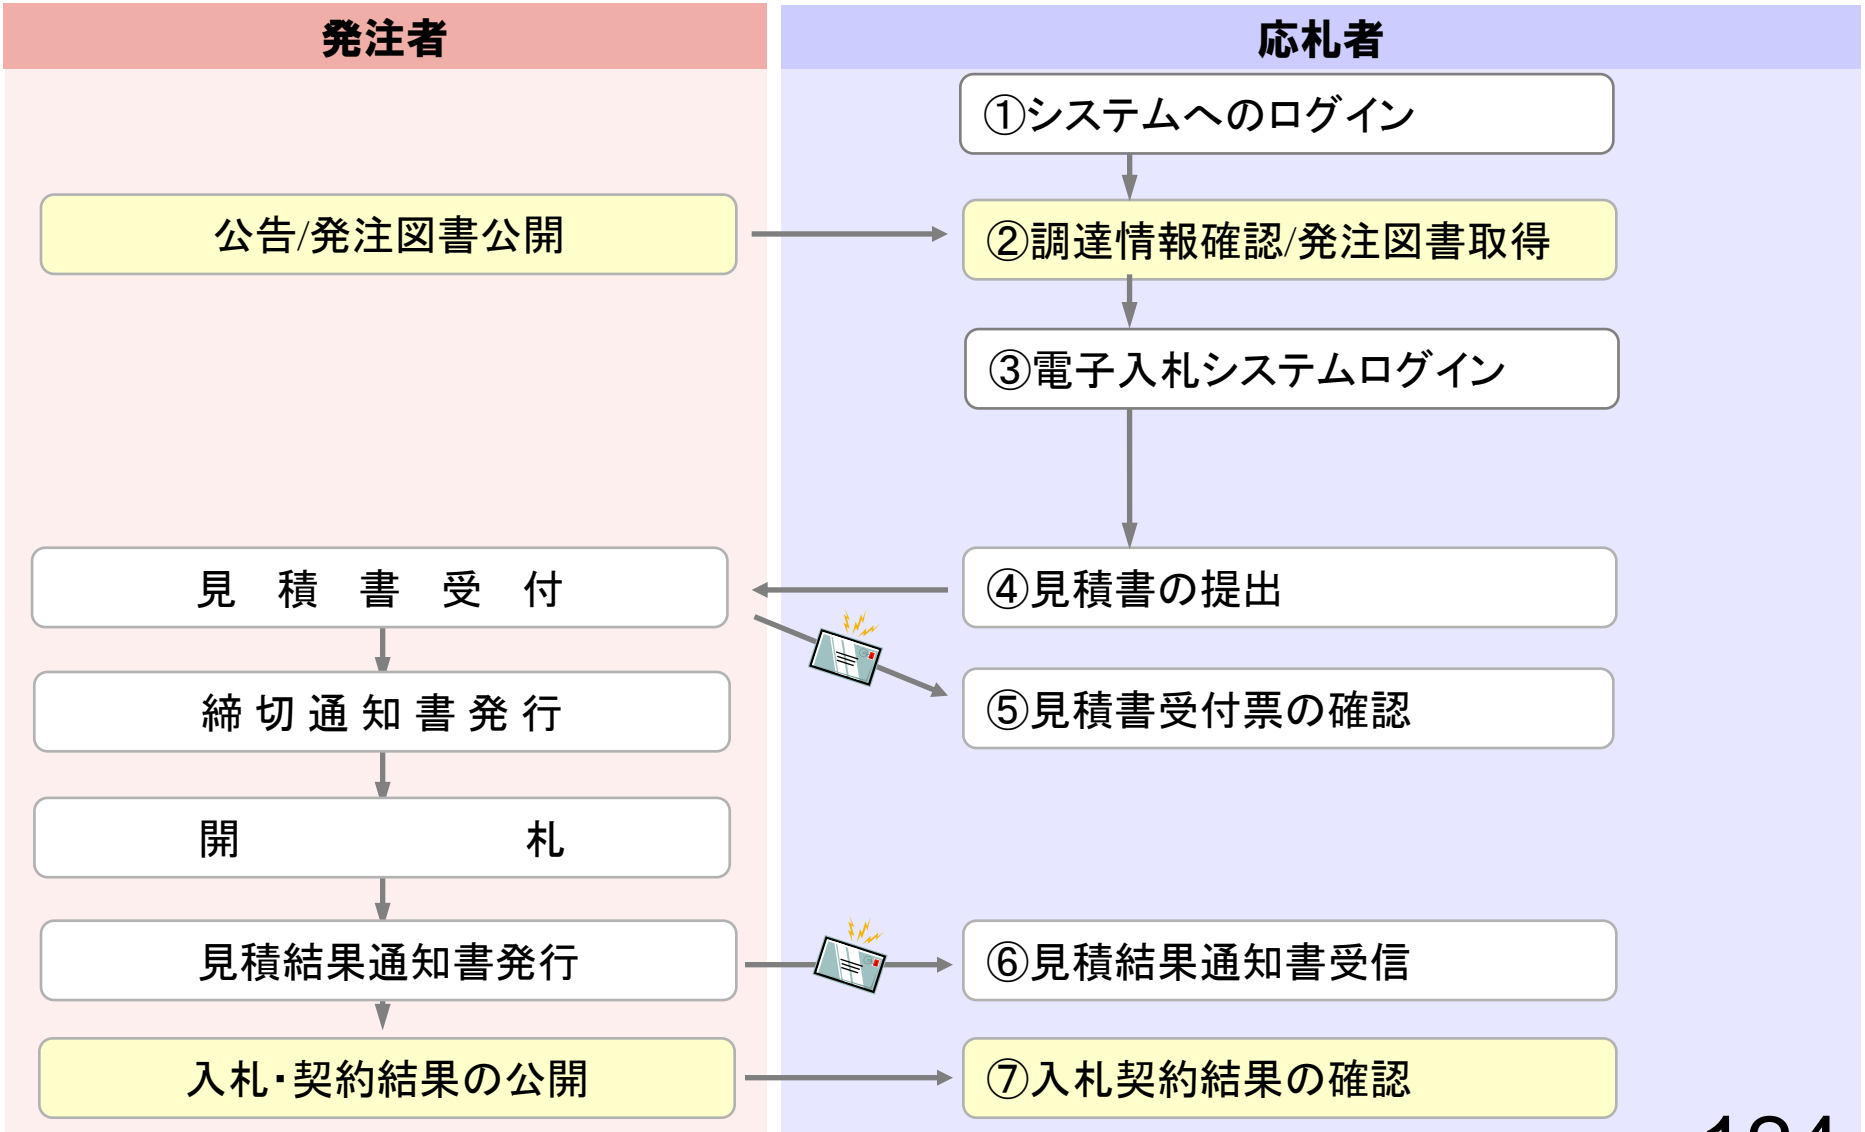 発注者
応札者
①システムへのログイン
公告/発注図書公開
②調達情報確認/発注図書取得
③電子入札システムログイン
見　積　書　受　付
④見積書の提出
締 切 通 知 書 発 行
⑤見積書受付票の確認
開　　　　　　　札
見積結果通知書発行
⑥見積結果通知書受信
入札・契約結果の公開
⑦入札契約結果の確認